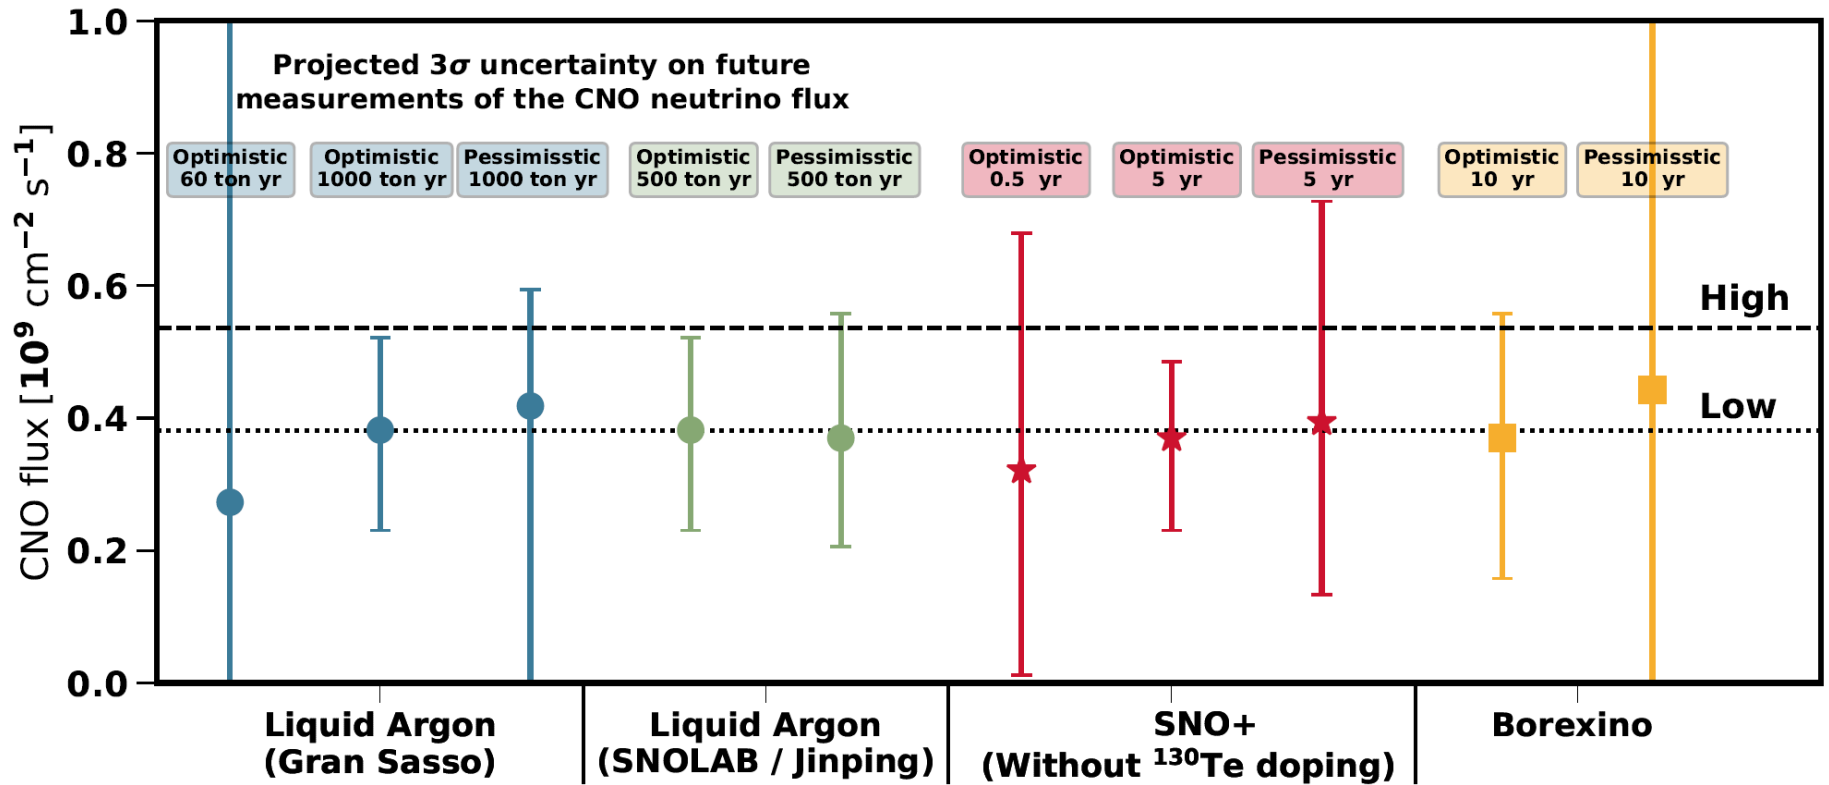 Projected 3σ uncertainty on future
measurements of the CNO neutrino flux
CNO flux [10⁹ cm⁻² s⁻¹]
1.0
0.8
0.6
0.4
0.2
0.0
Optimistic
60 ton yr
Optimistic
1000 ton yr
Pessimisstic
1000 ton yr
Optimistic
500 ton yr
Pessimisstic
500 ton yr
Optimistic
0.5 yr
Optimistic
5 yr
Pessimisstic
5 yr
Optimistic
10 yr
Pessimisstic
10 yr
High
Low
Liquid Argon
(Gran Sasso)
Liquid Argon
(SNOLAB / Jinping)
SNO+
(Without ¹³⁰Te doping)
Borexino